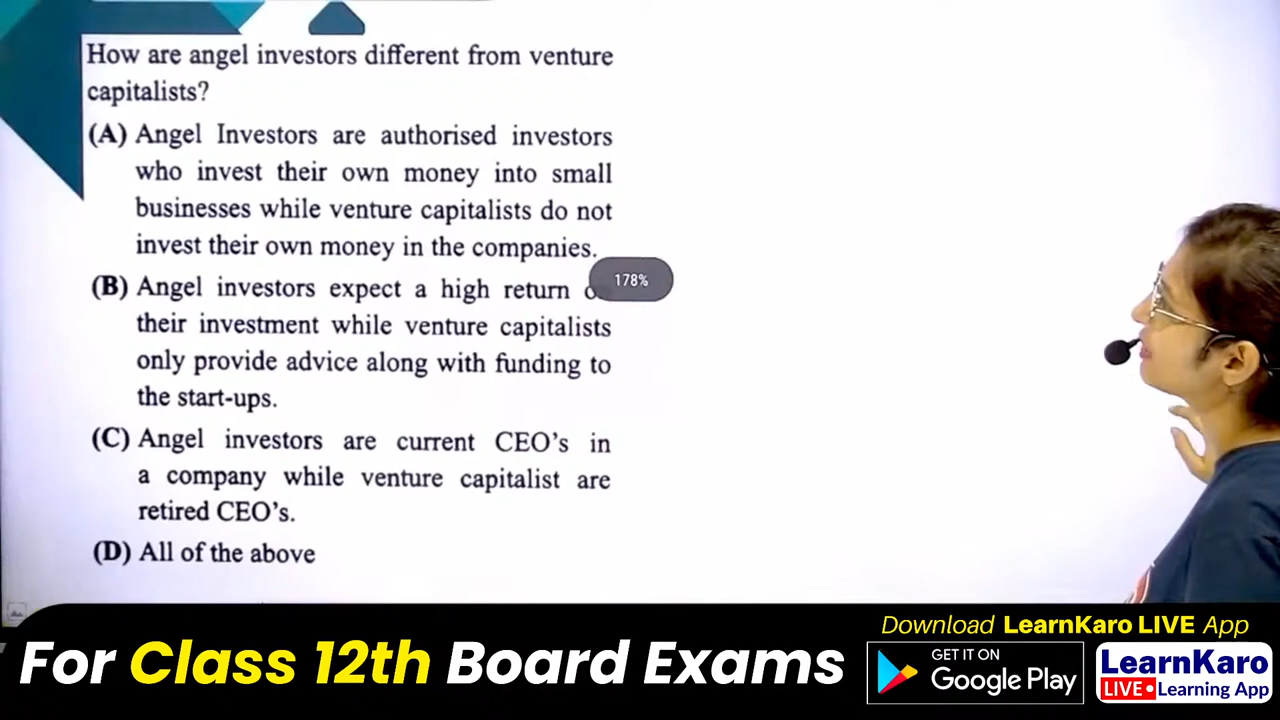 How are angel investors different from venture
capitalists?
(A) Angel Investors are authorised investors
who invest their own money into small
businesses while venture capitalists do not
invest their own money in the companies.
(B) Angel investors expect a high return
178%
their investment while venture capitalists
only provide advice along with funding to
the start-ups.
(C) Angel investors are current CEO's in
a company while venture capitalist are
retired CEO's.
(D) All of the above
For Class 12th Board Exams
Download LearnKaro LIVE App
GET IT ON
Google Play
LearnKaro
LIVE • Learning App